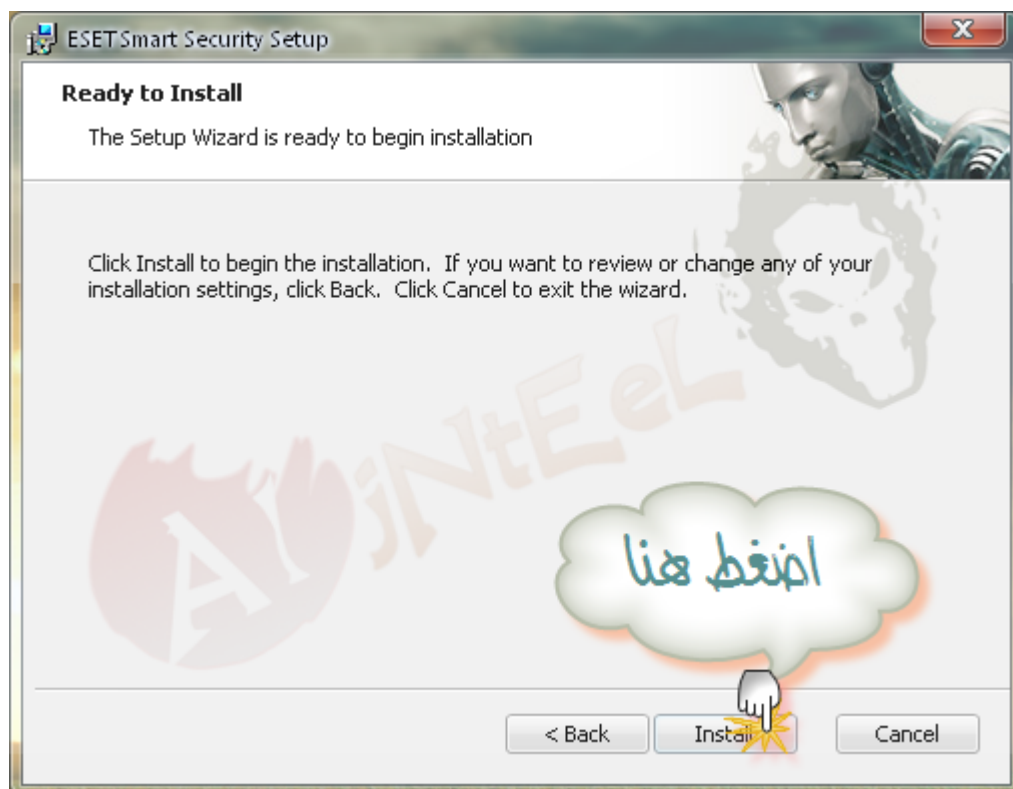 ESET Smart Security Setup
Ready to Install
The Setup Wizard is ready to begin installation
Click Install to begin the installation. If you want to review or change any of your
installation settings, click Back. Click Cancel to exit the wizard.
AljNtEeL
اضغط هنا
< Back
Install
Cancel